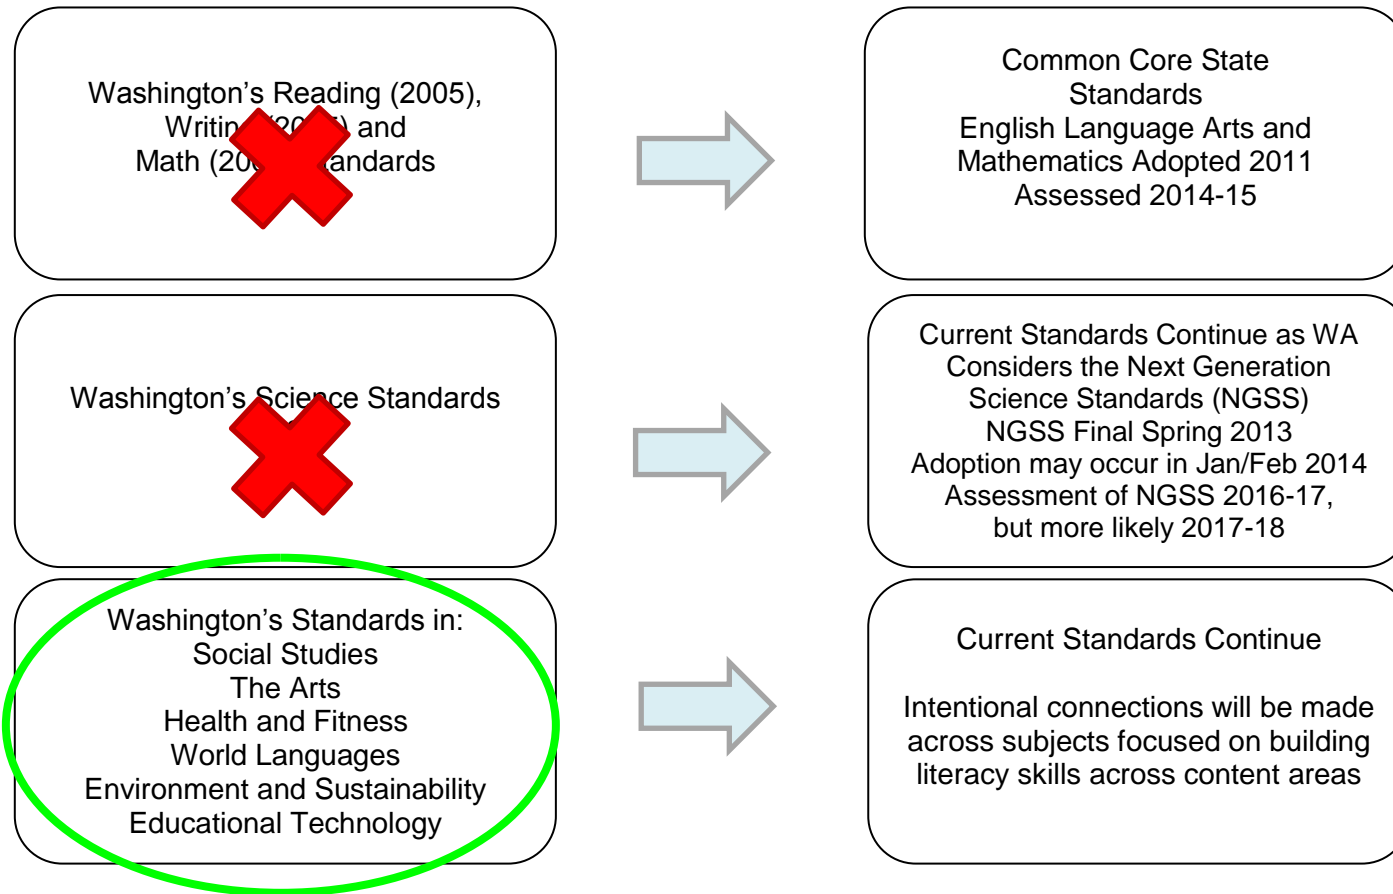 Washington’s Reading (2005),
Writing (2005) and
Math (200 Standards
Common Core State
Standards
English Language Arts and
Mathematics Adopted 2011
Assessed 2014-15
Washington’s Science Standards
Current Standards Continue as WA
Considers the Next Generation
Science Standards (NGSS)
NGSS Final Spring 2013
Adoption may occur in Jan/Feb 2014
Assessment of NGSS 2016-17,
but more likely 2017-18
Washington’s Standards in:
Social Studies
The Arts
Health and Fitness
World Languages
Environment and Sustainability
Educational Technology
Current Standards Continue
Intentional connections will be made
across subjects focused on building
literacy skills across content areas